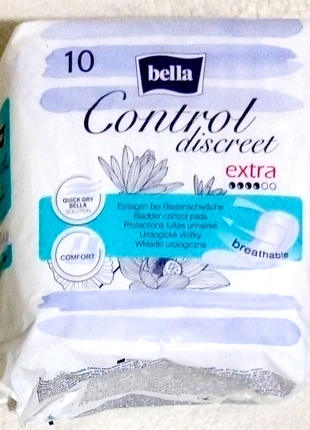 10
bella
Control
discreet
extra
QUICK DRY
BELLA
SOLUTION
COMFORT
Einlagen bei Blasenschwäche
Bladder control pads
Protections fuites urinaires
Urologické vložky
Wkładki urologiczne
breathable